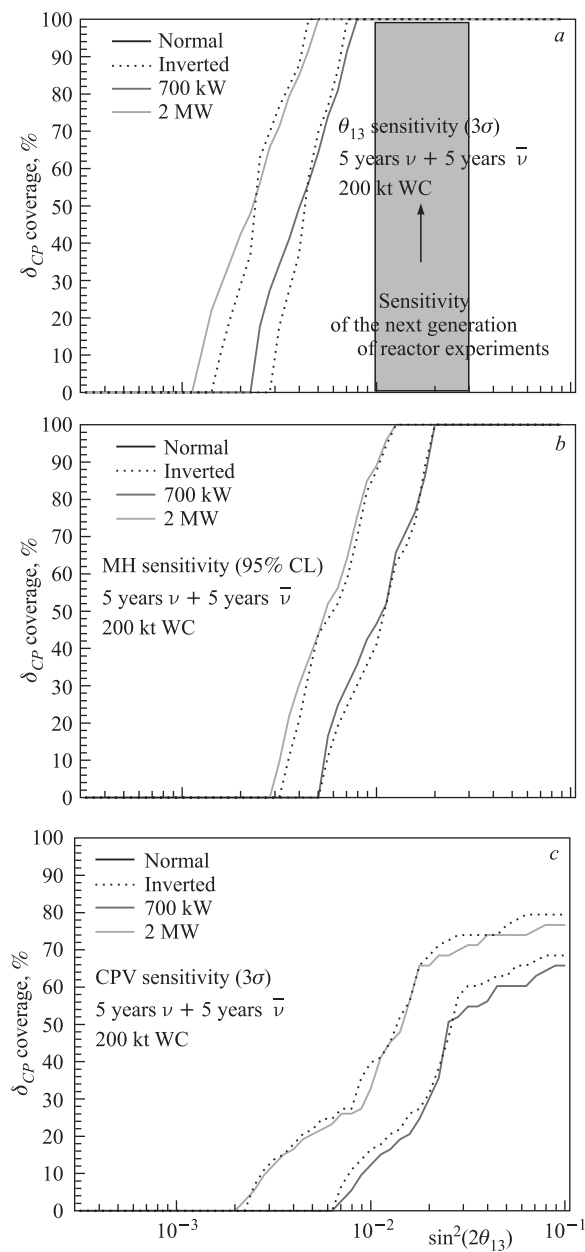 100
90
80
70
60
50
40
30
20
10
0
δCP coverage, %
Normal
Inverted
700 kW
2 MW
a
θ13 sensitivity (3σ)
5 years ν + 5 years ν̄
200 kt WC
Sensitivity
of the next generation
of reactor experiments
100
90
80
70
60
50
40
30
20
10
0
δCP coverage, %
Normal
Inverted
700 kW
2 MW
b
MH sensitivity (95% CL)
5 years ν + 5 years ν̄
200 kt WC
100
90
80
70
60
50
40
30
20
10
0
δCP coverage, %
Normal
Inverted
700 kW
2 MW
c
CPV sensitivity (3σ)
5 years ν + 5 years ν̄
200 kt WC
10⁻³ 10⁻² sin²(2θ13) 10⁻¹